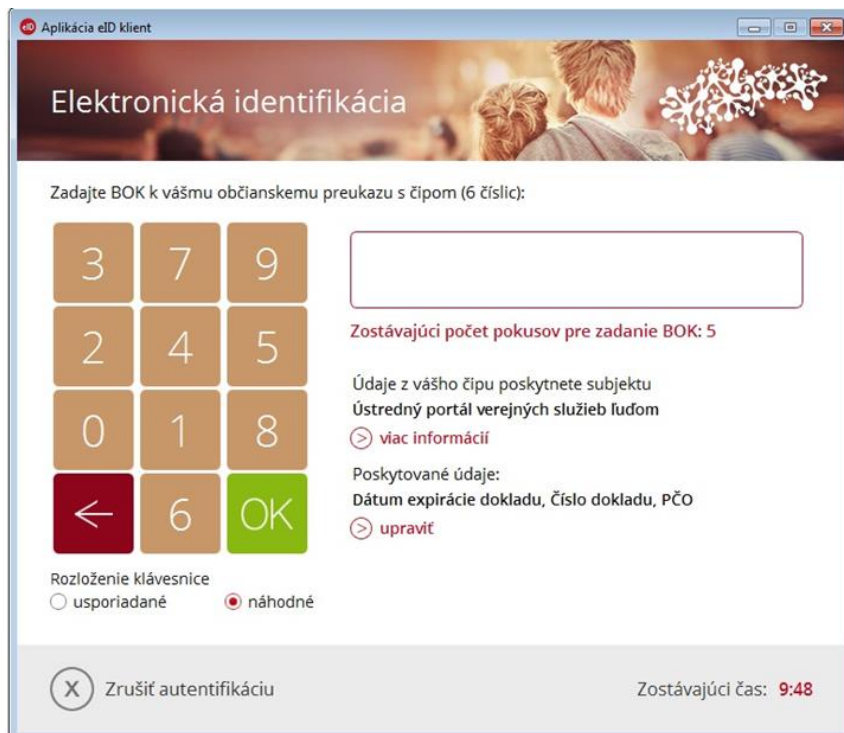 eID Aplikácia eID klient
Elektronická identifikácia
Zadajte BOK k vášmu občianskemu preukazu s čipom (6 číslic):
3 7 9
2 4 5
0 1 8
← 6 OK
Rozloženie klávesnice
usporiadané náhodné
Zostávajúci počet pokusov pre zadanie BOK: 5
Údaje z vášho čipu poskytnete subjektu
Ústredný portál verejných služieb ľuďom
> viac informácií
Poskytované údaje:
Dátum expirácie dokladu, Číslo dokladu, PČO
> upraviť
X Zrušiť autentifikáciu
Zostávajúci čas: 9:48